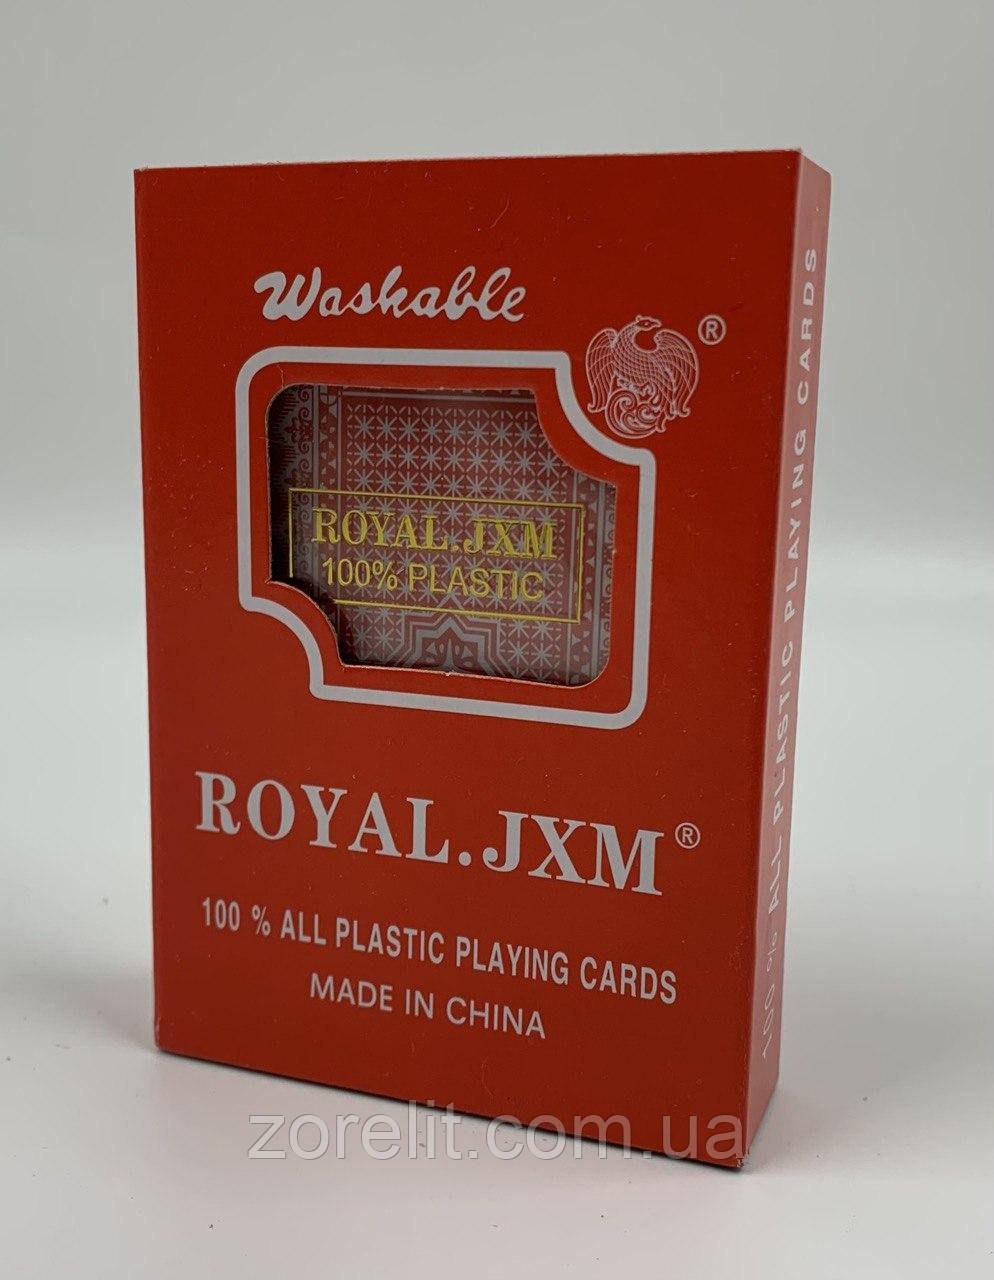 Washable
®
ROYAL.JXM
100% PLASTIC
ROYAL.JXM®
100 % ALL PLASTIC PLAYING CARDS
MADE IN CHINA
100 % ALL PLASTIC PLAYING CARDS
zorelit.com.ua